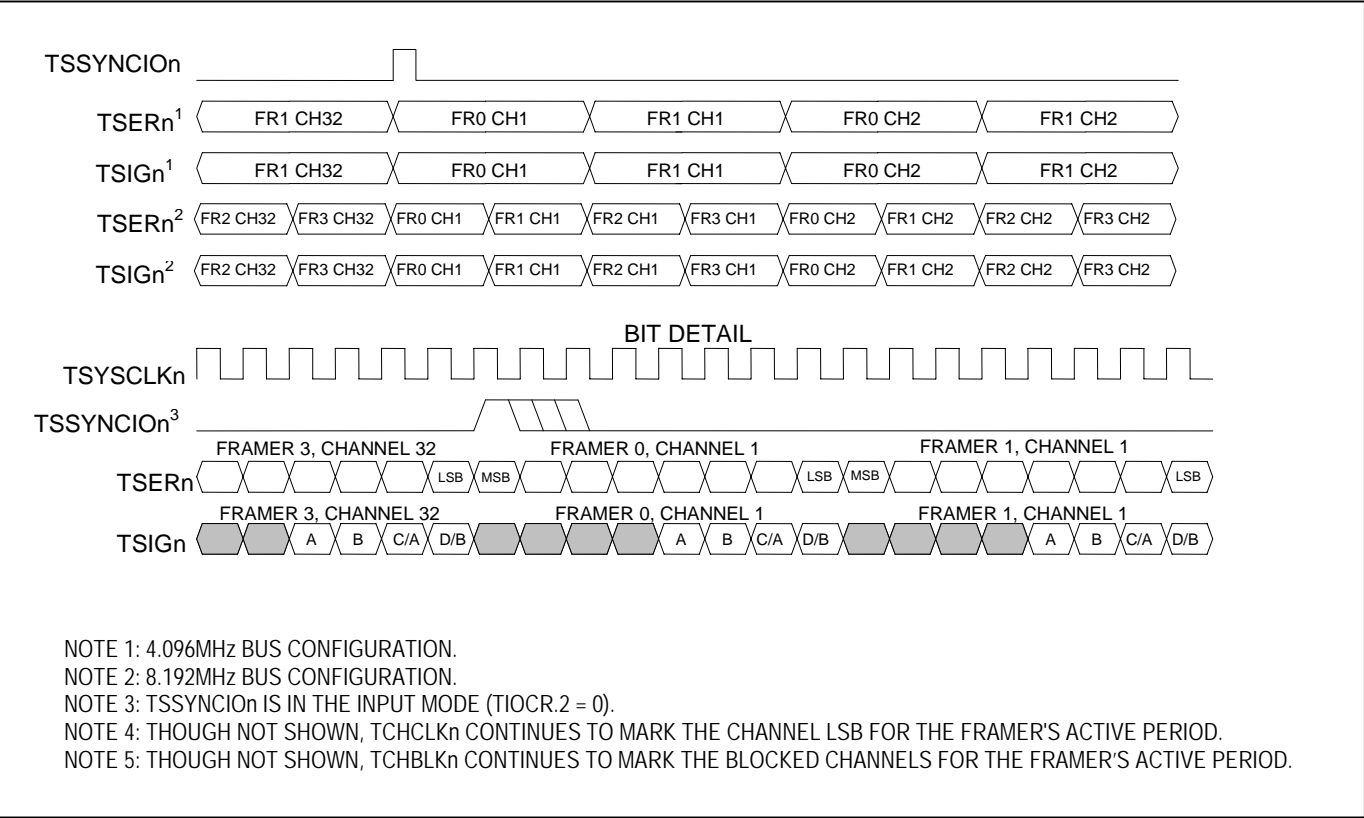 TSSYNCIOn
TSERn1 FR1 CH32 FR0 CH1 FR1 CH1 FR0 CH2 FR1 CH2
TSIGn1 FR1 CH32 FR0 CH1 FR1 CH1 FR0 CH2 FR1 CH2
TSERn2 FR2 CH32 FR3 CH32 FR0 CH1 FR1 CH1 FR2 CH1 FR3 CH1 FR0 CH2 FR1 CH2 FR2 CH2 FR3 CH2
TSIGn2 FR2 CH32 FR3 CH32 FR0 CH1 FR1 CH1 FR2 CH1 FR3 CH1 FR0 CH2 FR1 CH2 FR2 CH2 FR3 CH2
BIT DETAIL
TSYSCLKn
TSSYNCIOn3
FRAMER 3, CHANNEL 32 FRAMER 0, CHANNEL 1 FRAMER 1, CHANNEL 1
TSERn LSB MSB LSB MSB LSB
FRAMER 3, CHANNEL 32 FRAMER 0, CHANNEL 1 FRAMER 1, CHANNEL 1
TSIGn A B C/A D/B A B C/A D/B A B C/A D/B
NOTE 1: 4.096MHz BUS CONFIGURATION.
NOTE 2: 8.192MHz BUS CONFIGURATION.
NOTE 3: TSSYNCIOn IS IN THE INPUT MODE (TIOCR.2 = 0).
NOTE 4: THOUGH NOT SHOWN, TCHCLKn CONTINUES TO MARK THE CHANNEL LSB FOR THE FRAMER'S ACTIVE PERIOD.
NOTE 5: THOUGH NOT SHOWN, TCHBLKn CONTINUES TO MARK THE BLOCKED CHANNELS FOR THE FRAMER’S ACTIVE PERIOD.